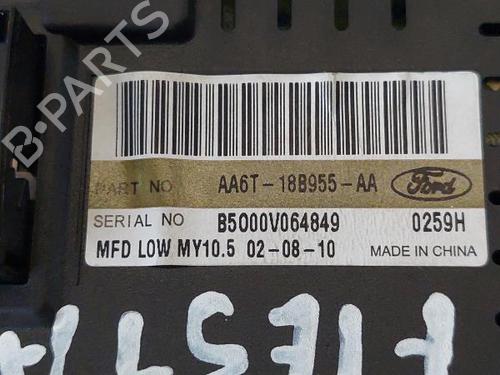 B-PARTS
PART NO AA6T-18B955-AA Ford
SERIAL NO B5000V064849 0259H
MFD LOW MY10.5 02-08-10 MADE IN CHINA